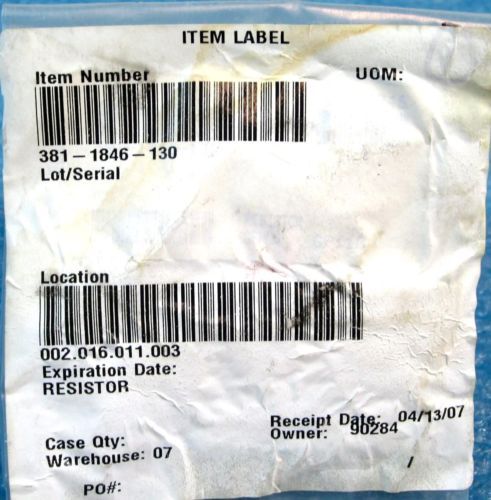 ITEM LABEL
Item Number UOM:
381-1846-130
Lot/Serial
Location
002.016.011.003
Expiration Date:
RESISTOR
Receipt Date: 04/13/07
Case Qty: Owner: 90284
Warehouse: 07 /
PO#: